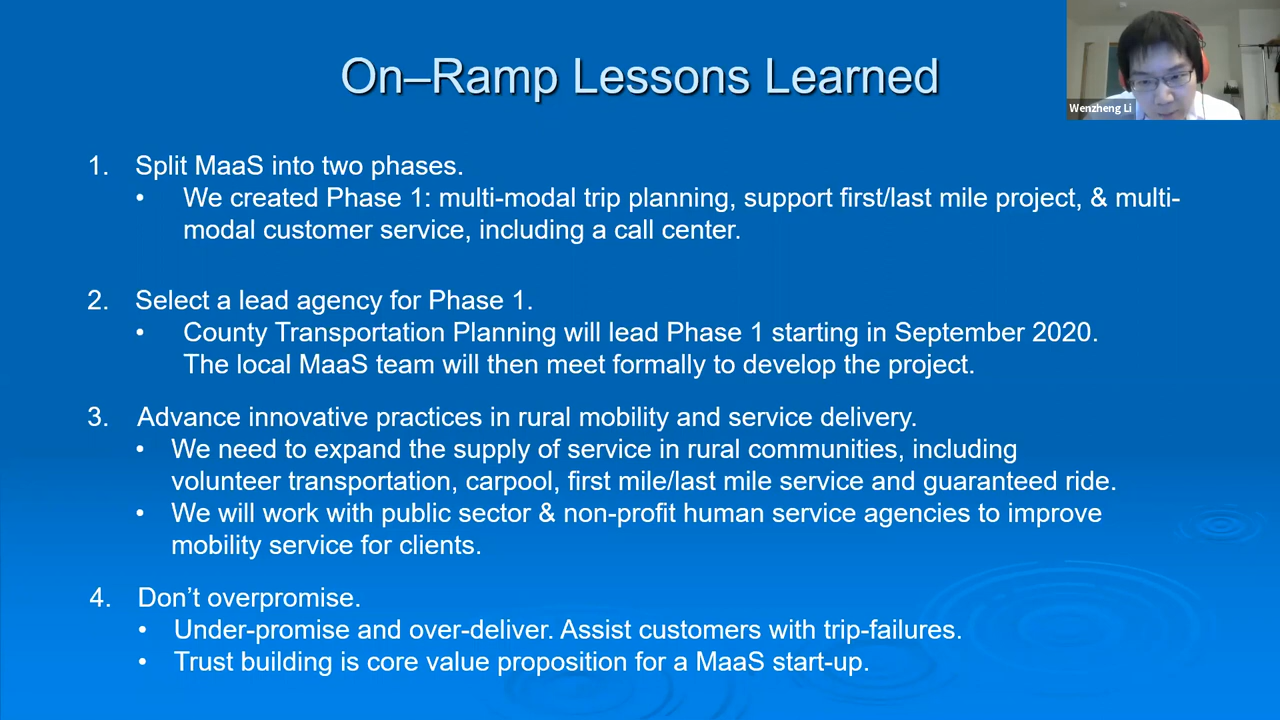 On–Ramp Lessons Learned
Wenzheng Li
1. Split MaaS into two phases.
• We created Phase 1: multi-modal trip planning, support first/last mile project, & multi-
modal customer service, including a call center.
2. Select a lead agency for Phase 1.
• County Transportation Planning will lead Phase 1 starting in September 2020.
The local MaaS team will then meet formally to develop the project.
3. Advance innovative practices in rural mobility and service delivery.
• We need to expand the supply of service in rural communities, including
volunteer transportation, carpool, first mile/last mile service and guaranteed ride.
• We will work with public sector & non-profit human service agencies to improve
mobility service for clients.
4. Don’t overpromise.
• Under-promise and over-deliver. Assist customers with trip-failures.
• Trust building is core value proposition for a MaaS start-up.